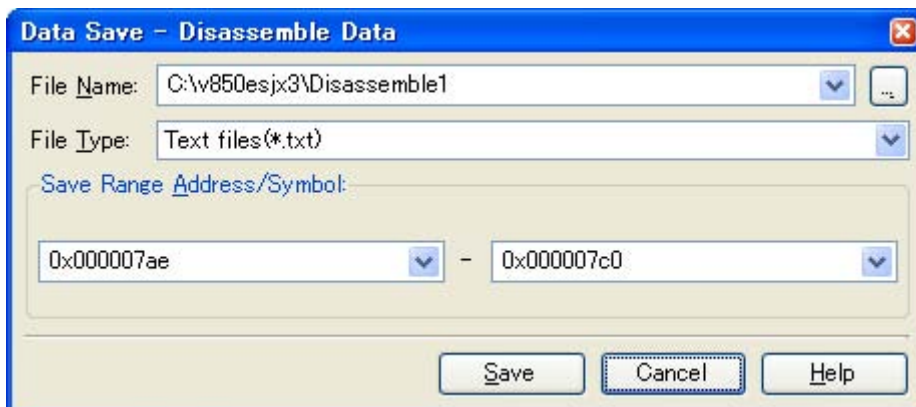 Data Save - Disassemble Data
File Name: C:\v850esjx3\Disassemble1 ...
File Type: Text files(*.txt)
Save Range Address/Symbol:
0x000007ae - 0x000007c0
Save Cancel Help